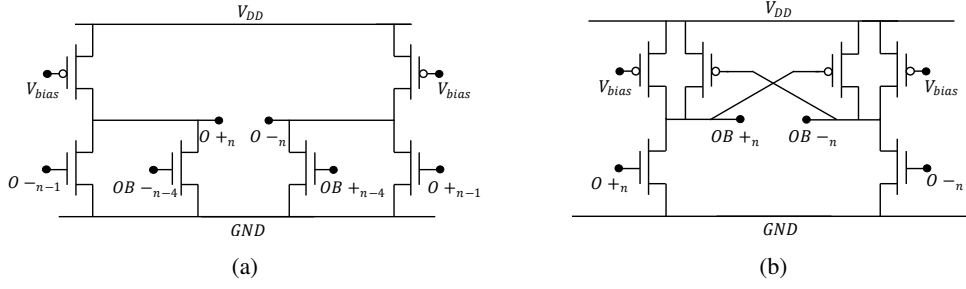 V_DD
V_bias
V_bias
O +_n
O −_n
O −_{n−1}
OB −_{n−4}
OB +_{n−4}
O +_{n−1}
GND
(a)
V_DD
V_bias
V_bias
OB +_n
OB −_n
O +_n
O −_n
GND
(b)